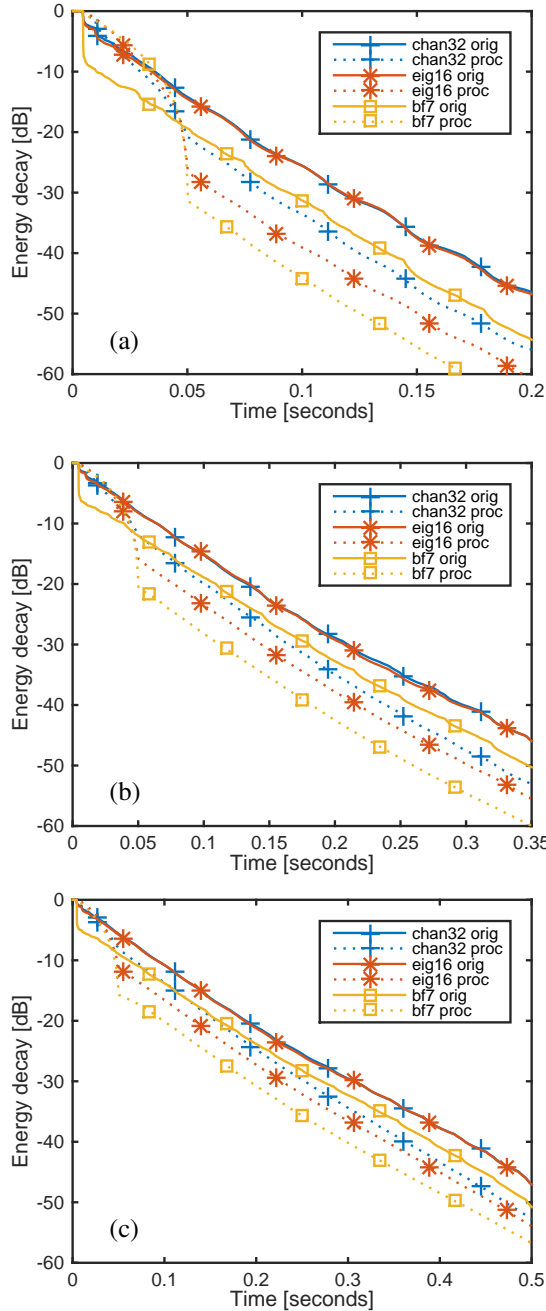 0
-10
-20
-30
-40
-50
-60
Energy decay [dB]
chan32 orig
chan32 proc
eig16 orig
eig16 proc
bf7 orig
bf7 proc
(a)
0 0.05 0.1 0.15 0.2
Time [seconds]
0
-10
-20
-30
-40
-50
-60
Energy decay [dB]
chan32 orig
chan32 proc
eig16 orig
eig16 proc
bf7 orig
bf7 proc
(b)
0 0.05 0.1 0.15 0.2 0.25 0.3 0.35
Time [seconds]
0
-10
-20
-30
-40
-50
-60
Energy decay [dB]
chan32 orig
chan32 proc
eig16 orig
eig16 proc
bf7 orig
bf7 proc
(c)
0 0.1 0.2 0.3 0.4 0.5
Time [seconds]